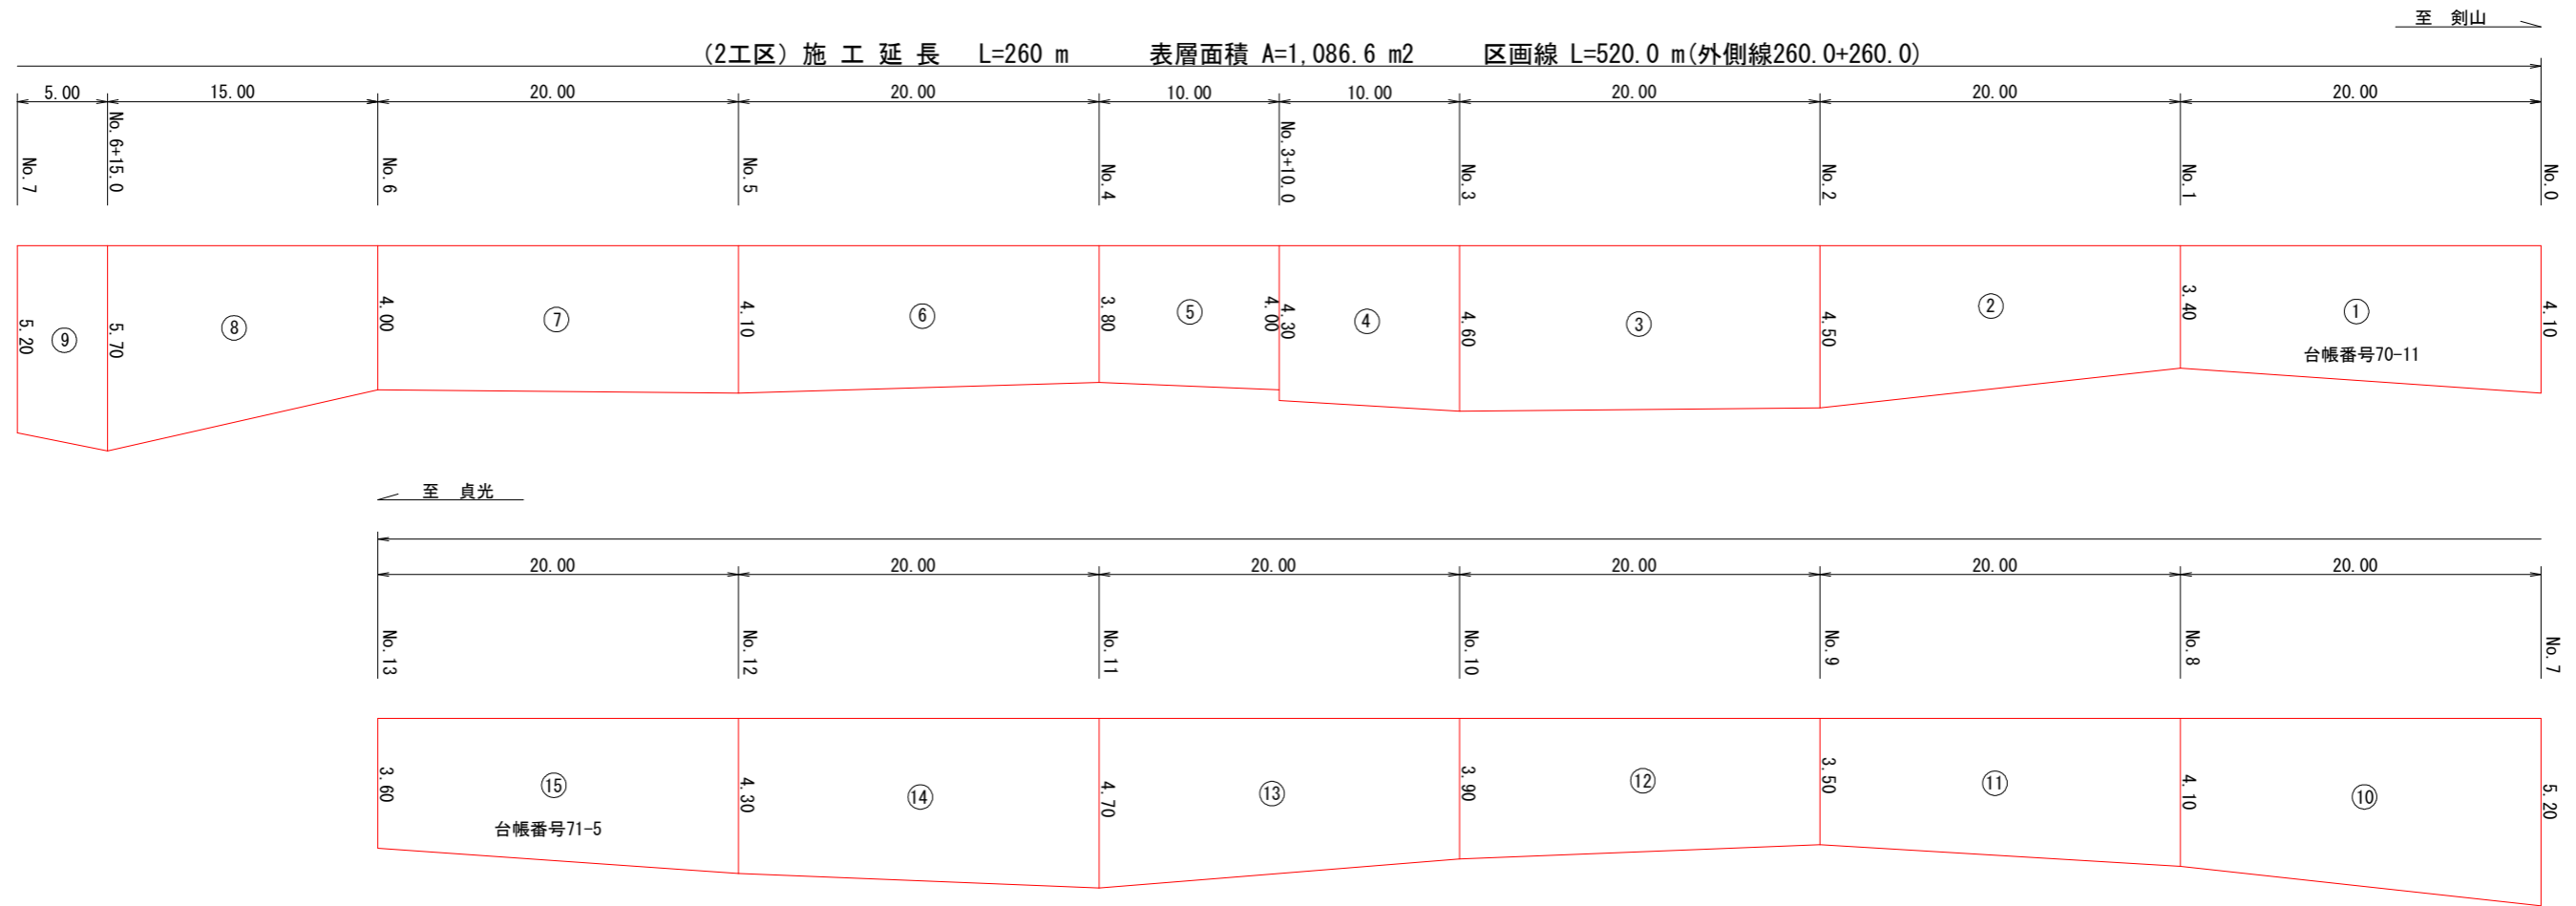 至 剣山
(2工区) 施 工 延 長 L=260 m 表層面積 A=1,086.6 m2 区画線 L=520.0 m(外側線260.0+260.0)
5.00 15.00 20.00 20.00 10.00 10.00 20.00 20.00 20.00
No.7 No.6+15.0 No.6 No.5 No.4 No.3+10.0 No.3 No.2 No.1 No.0
5.20 ⑨ 5.70 ⑧ 4.00 ⑦ 4.10 ⑥ 3.80 ⑤ 4.00 4.30 ④ 4.60 ③ 4.50 ② 3.40 ① 4.10
台帳番号70-11
至 貞光
20.00 20.00 20.00 20.00 20.00 20.00
No.13 No.12 No.11 No.10 No.9 No.8 No.7
3.60 ⑮ 4.30 ⑭ 4.70 ⑬ 3.90 ⑫ 3.50 ⑪ 4.10 ⑩ 5.20
台帳番号71-5